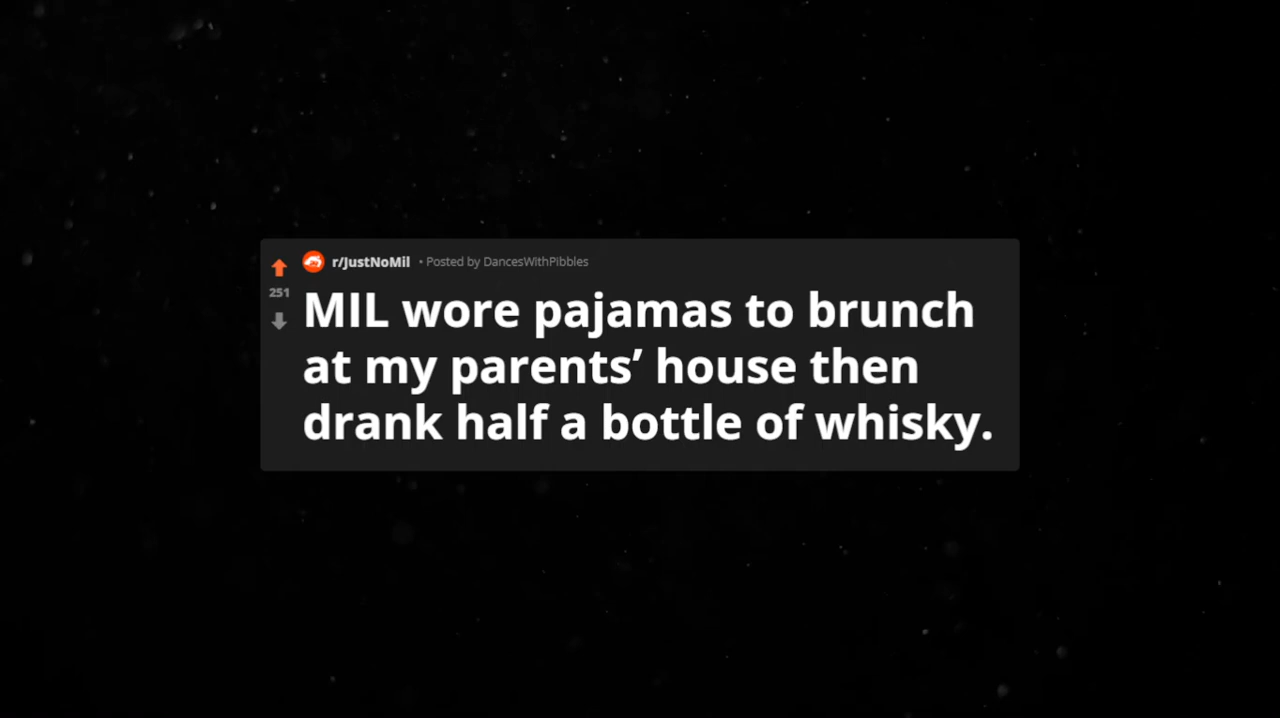 r/JustNoMil • Posted by DancesWithPibbles
251
MIL wore pajamas to brunch
at my parents’ house then
drank half a bottle of whisky.